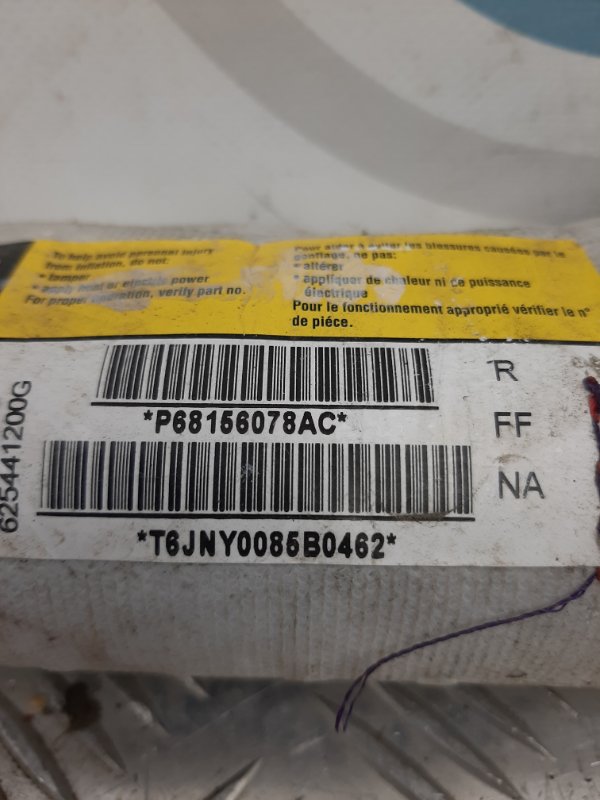 To help avoid personal injury
from inflation, do not:
* tamper
* apply heat or electric power
For proper operation, verify part no.
Pour aider à éviter les blessures causées par le
gonflage, ne pas:
* altérer
* appliquer de chaleur ni de puissance
électrique
Pour le fonctionnement approprié vérifier le n°
de piéce.
R
*P68156078AC*
FF
NA
*T6JNY0085B0462*
625441200G